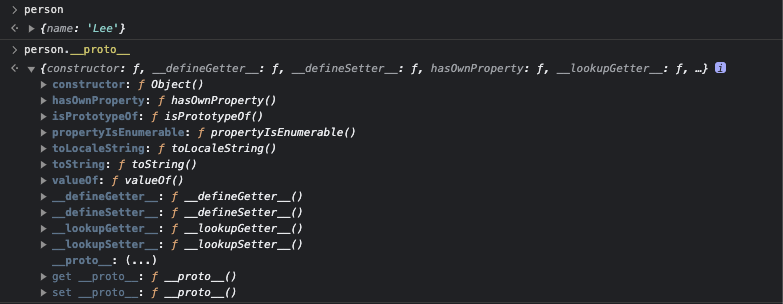 person
{name: 'Lee'}
person.__proto__
{constructor: ƒ, __defineGetter__: ƒ, __defineSetter__: ƒ, hasOwnProperty: ƒ, __lookupGetter__: ƒ, …}
constructor: ƒ Object()
hasOwnProperty: ƒ hasOwnProperty()
isPrototypeOf: ƒ isPrototypeOf()
propertyIsEnumerable: ƒ propertyIsEnumerable()
toLocaleString: ƒ toLocaleString()
toString: ƒ toString()
valueOf: ƒ valueOf()
__defineGetter__: ƒ __defineGetter__()
__defineSetter__: ƒ __defineSetter__()
__lookupGetter__: ƒ __lookupGetter__()
__lookupSetter__: ƒ __lookupSetter__()
__proto__: (...)
get __proto__: ƒ __proto__()
set __proto__: ƒ __proto__()